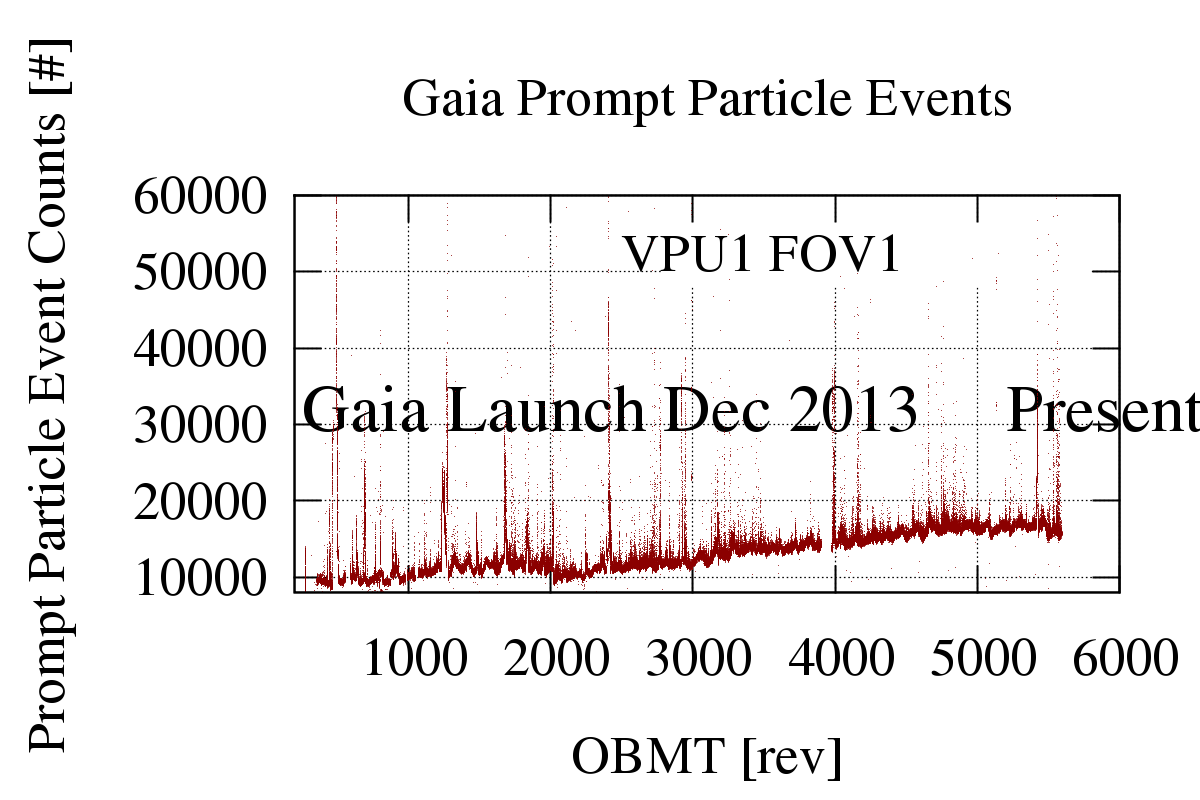 Gaia Prompt Particle Events
Prompt Particle Event Counts [#]
60000
50000
40000
30000
20000
10000
VPU1 FOV1
Gaia Launch Dec 2013 Present
1000 2000 3000 4000 5000 6000
OBMT [rev]